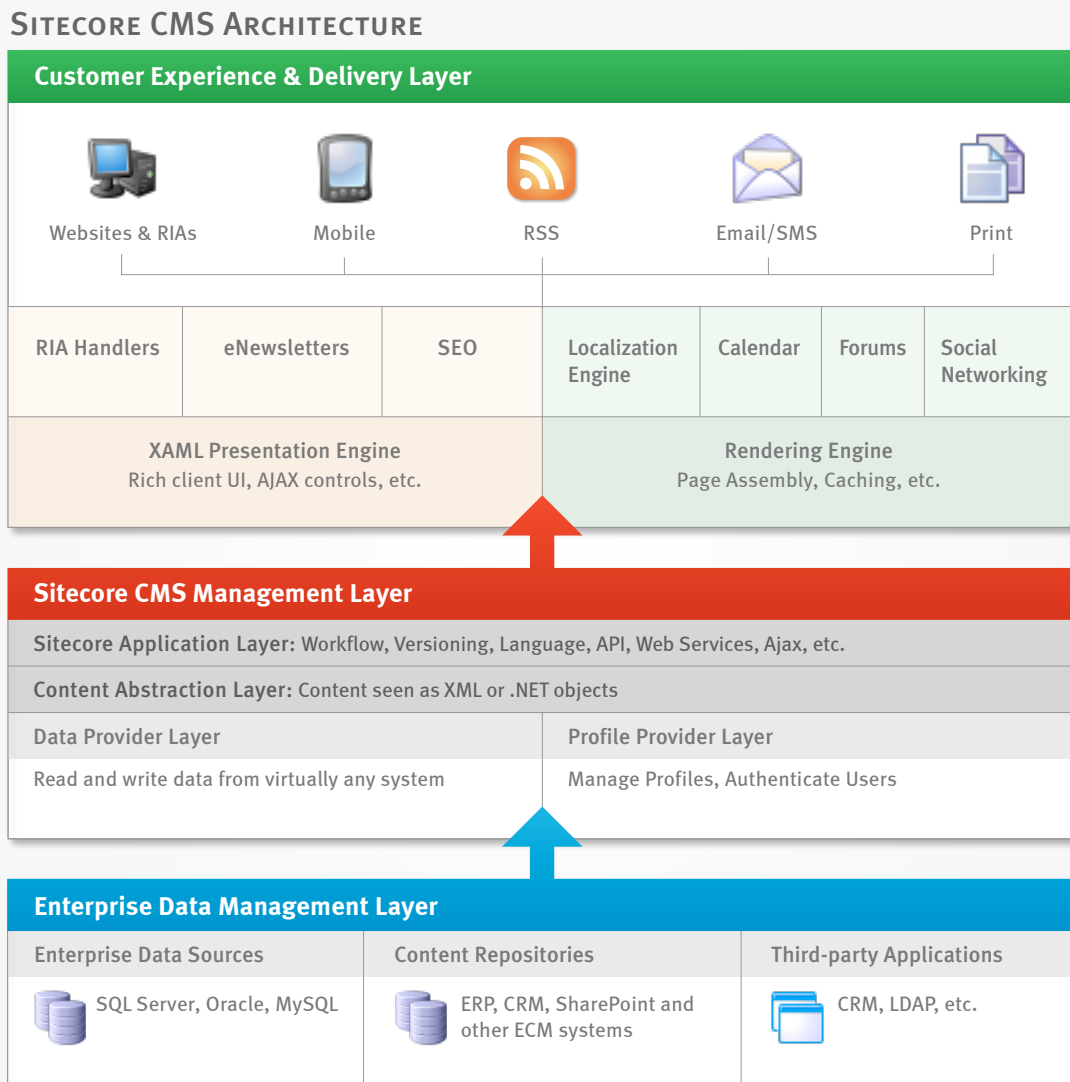 SITECORE CMS ARCHITECTURE
Customer Experience & Delivery Layer
Websites & RIAs
Mobile
RSS
Email/SMS
Print
RIA Handlers
eNewsletters
SEO
Localization
Engine
Calendar
Forums
Social
Networking
XAML Presentation Engine
Rich client UI, AJAX controls, etc.
Rendering Engine
Page Assembly, Caching, etc.
Sitecore CMS Management Layer
Sitecore Application Layer: Workflow, Versioning, Language, API, Web Services, Ajax, etc.
Content Abstraction Layer: Content seen as XML or .NET objects
Data Provider Layer
Read and write data from virtually any system
Profile Provider Layer
Manage Profiles, Authenticate Users
Enterprise Data Management Layer
Enterprise Data Sources
SQL Server, Oracle, MySQL
Content Repositories
ERP, CRM, SharePoint and
other ECM systems
Third-party Applications
CRM, LDAP, etc.